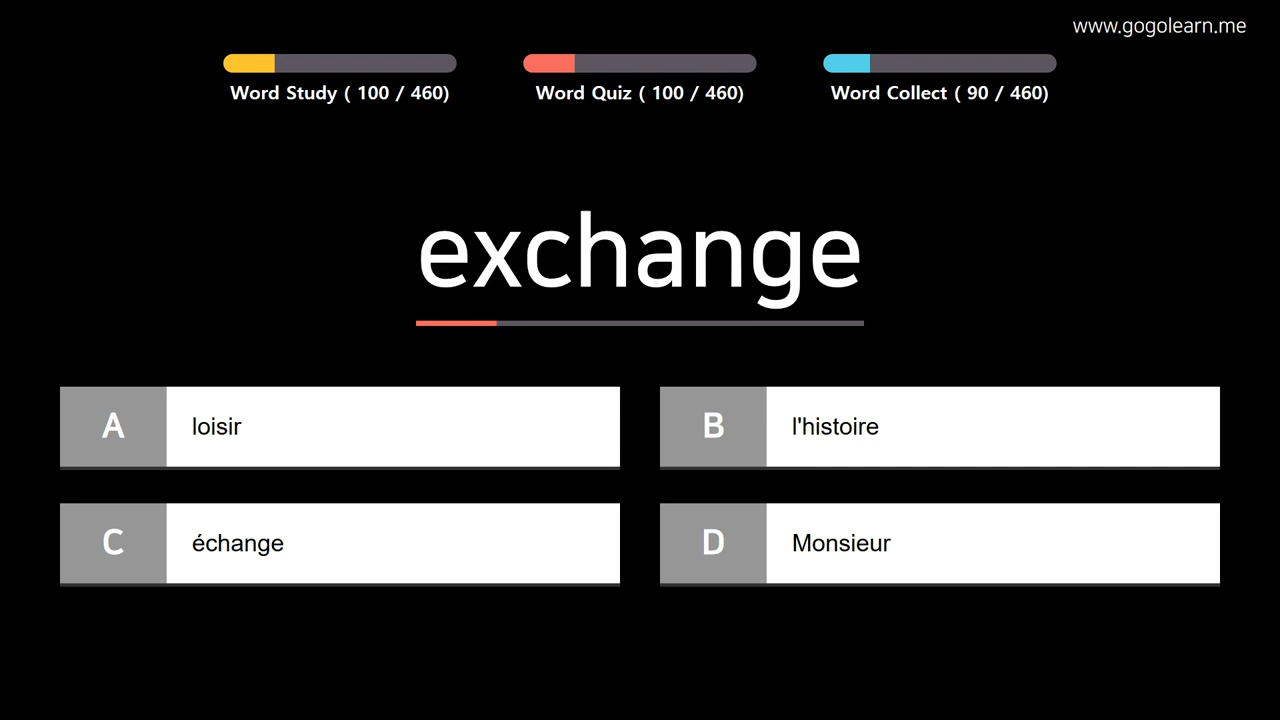 www.gogolearn.me
Word Study ( 100 / 460)
Word Quiz ( 100 / 460)
Word Collect ( 90 / 460)
exchange
A loisir
B l'histoire
C échange
D Monsieur